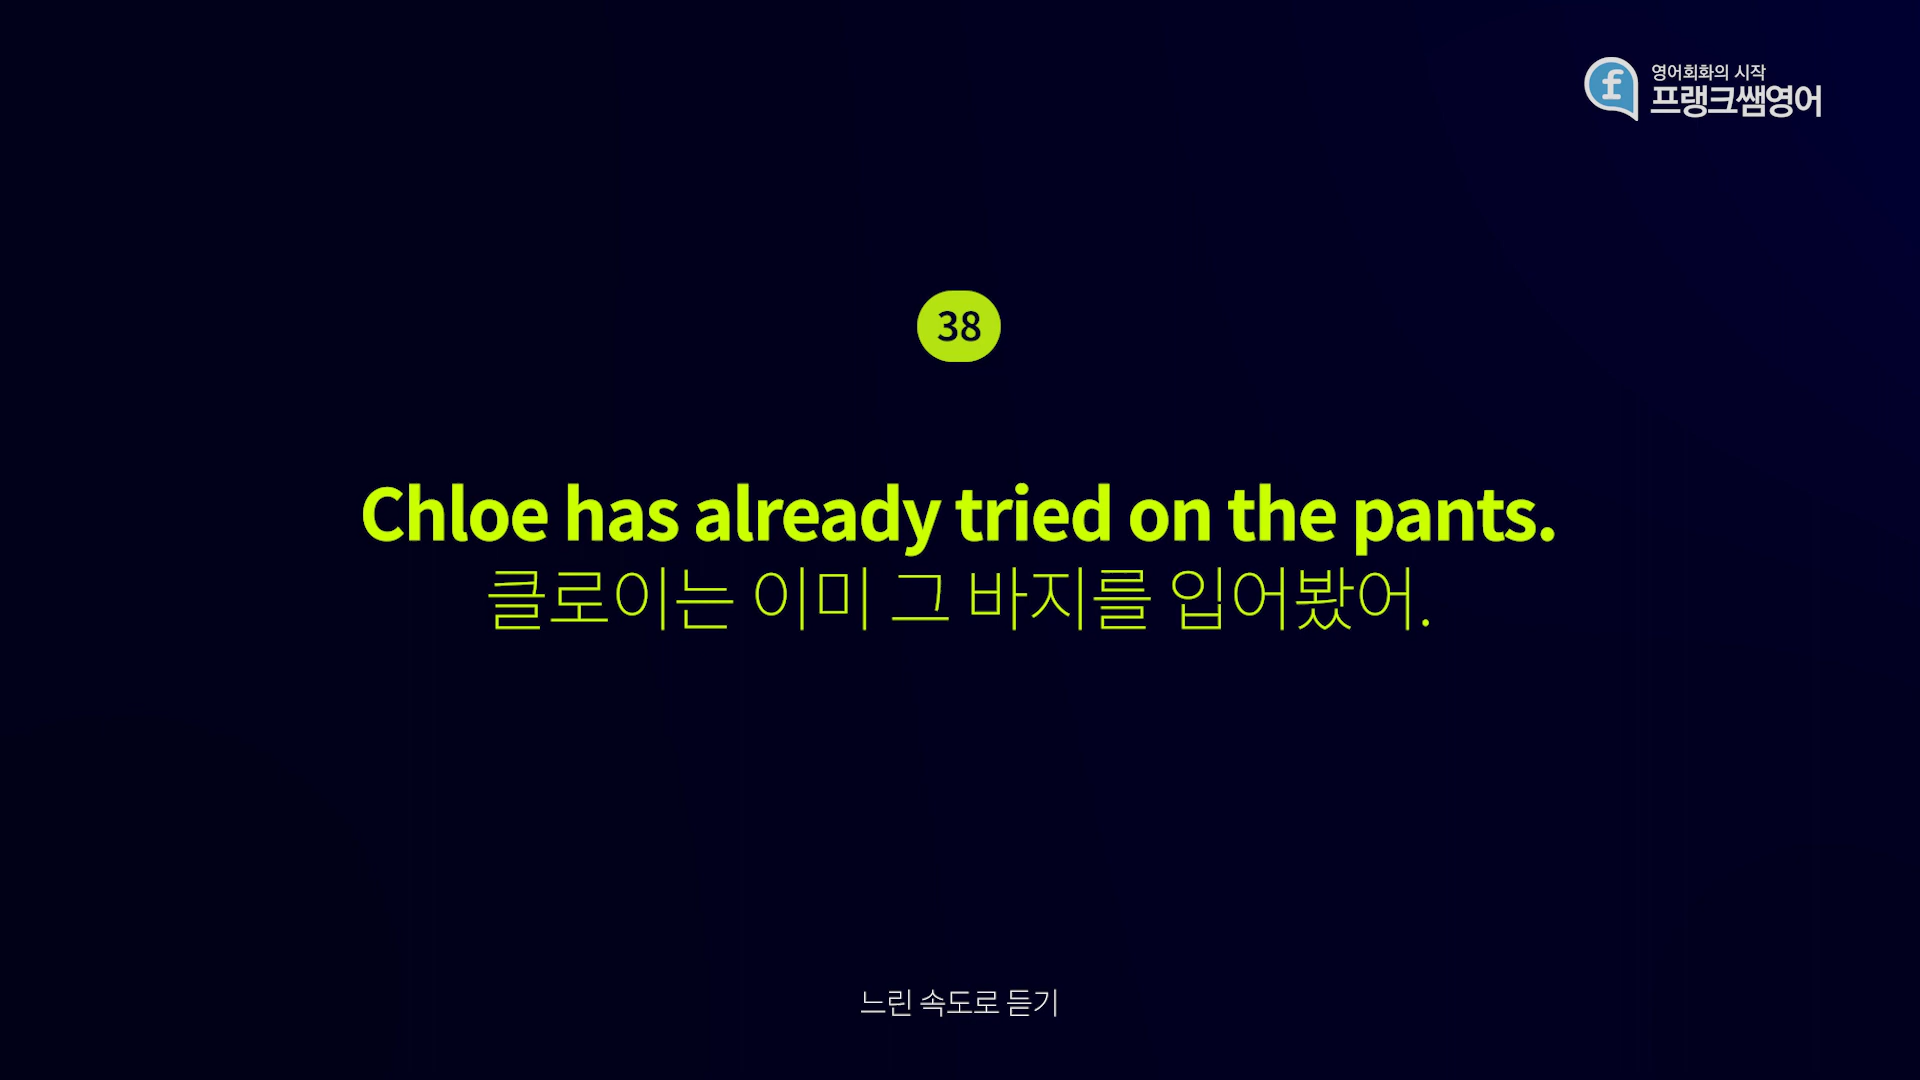 영어회화의 시작
프랭크쌤영어
38
Chloe has already tried on the pants.
클로이는 이미 그 바지를 입어봤어.
느린 속도로 듣기